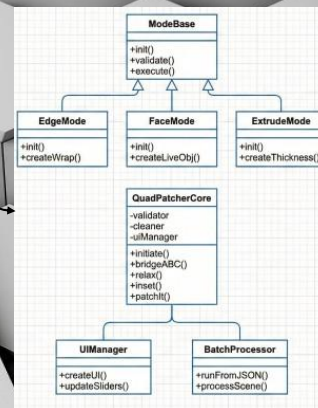 ModeBase
+init()
+validate()
+execute()
EdgeMode
+init()
+createWrap()
FaceMode
+init()
+createLiveObj()
ExtrudeMode
+init()
+createThickness()
QuadPatcherCore
-validator
-cleaner
-uiManager
+initiate()
+bridgeABC()
+relax()
+inset()
+patchIt()
UIManager
+createUI()
+updateSliders()
BatchProcessor
+runFromJSON()
+processScene()